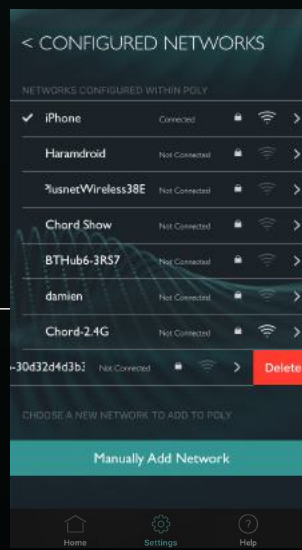 < CONFIGURED NETWORKS
NETWORKS CONFIGURED WITHIN POLY
iPhone Connected
Haramdroid Not Connected
lusnetWireless38E Not Connected
Chord Show Not Connected
BTHub6-3RS7 Not Connected
damien Not Connected
Chord-2.4G Not Connected
-30d32d4d3b3 Not Connected Delete
CHOOSE A NEW NETWORK TO ADD TO POLY
Manually Add Network
Home Settings Help